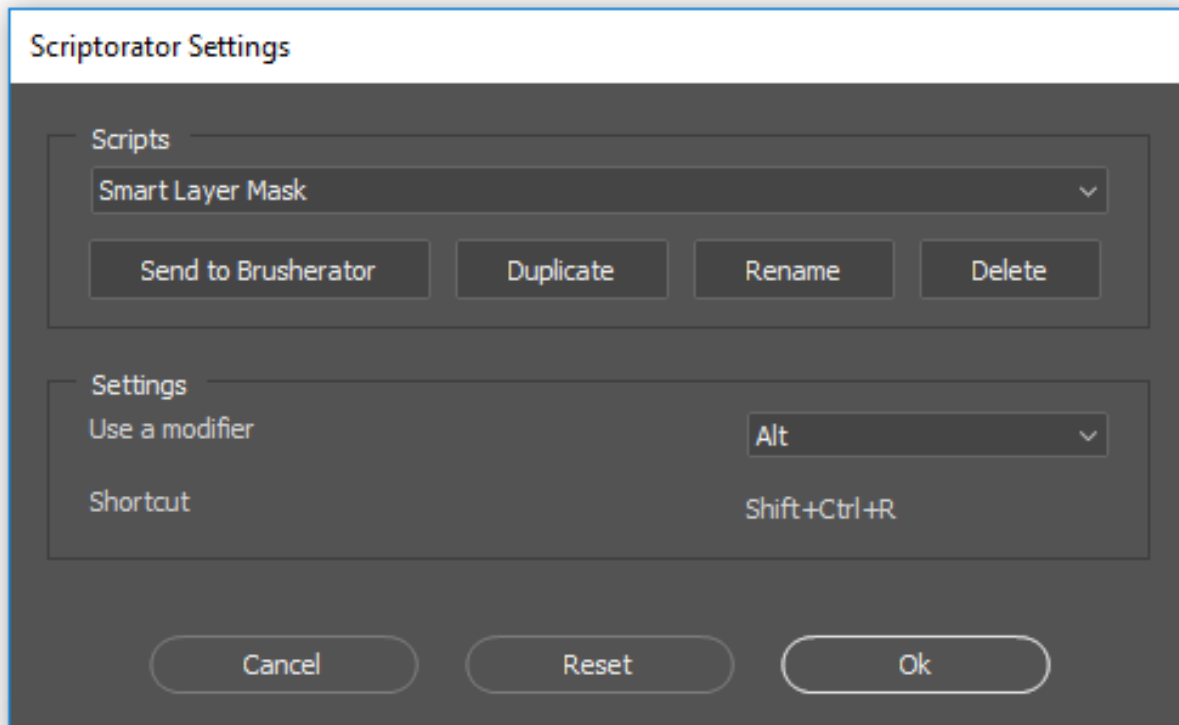 Scriptorator Settings
Scripts
Smart Layer Mask
Send to Brusherator Duplicate Rename Delete
Settings
Use a modifier Alt
Shortcut Shift+Ctrl+R
Cancel Reset Ok